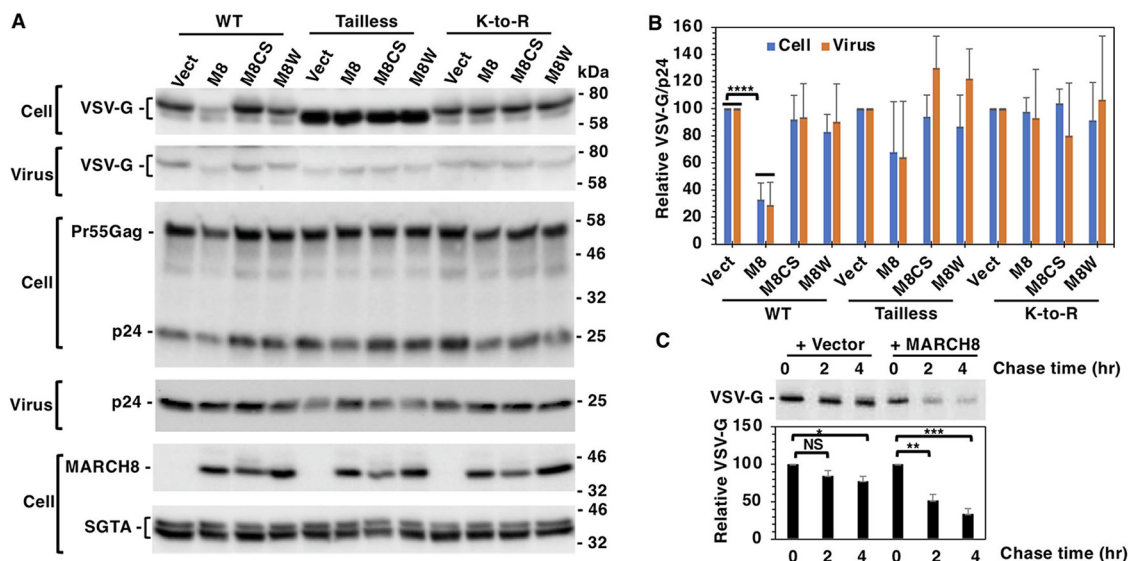 A
WT Tailless K-to-R
Vect M8 M8CS M8W Vect M8 M8CS M8W Vect M8 M8CS M8W kDa
Cell VSV-G - - 80
- 58
Virus VSV-G - - 80
- 58
Cell
Pr55Gag - - 58
- 46
- 32
p24 - - 25
Virus p24 - - 25
Cell
MARCH8 - - 46
- 32
SGTA - - 46
- 32
B
Relative VSV-G/p24
160
140
120
100
80
60
40
20
0
Cell Virus
****
Vect M8 M8CS M8W Vect M8 M8CS M8W Vect M8 M8CS M8W
WT Tailless K-to-R
C
+ Vector + MARCH8
0 2 4 0 2 4 Chase time (hr)
VSV-G -
Relative VSV-G
150
100
50
0
* ***
NS **
0 2 4 0 2 4 Chase time (hr)